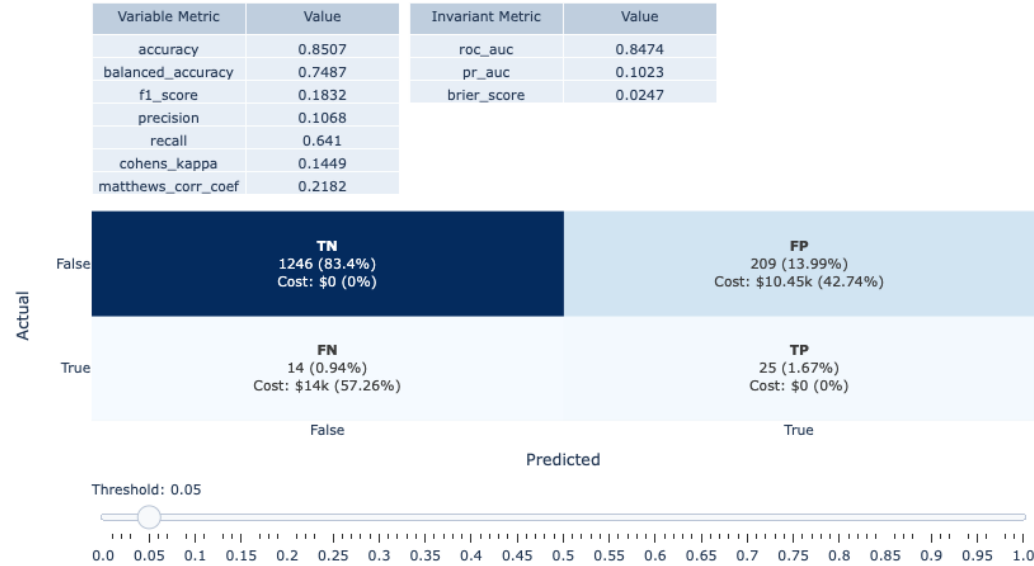 Variable Metric Value
accuracy 0.8507
balanced_accuracy 0.7487
f1_score 0.1832
precision 0.1068
recall 0.641
cohens_kappa 0.1449
matthews_corr_coef 0.2182
Invariant Metric Value
roc_auc 0.8474
pr_auc 0.1023
brier_score 0.0247
Actual
False
TN
1246 (83.4%)
Cost: $0 (0%)
FP
209 (13.99%)
Cost: $10.45k (42.74%)
True
FN
14 (0.94%)
Cost: $14k (57.26%)
TP
25 (1.67%)
Cost: $0 (0%)
False True
Predicted
Threshold: 0.05
0.0 0.05 0.1 0.15 0.2 0.25 0.3 0.35 0.4 0.45 0.5 0.55 0.6 0.65 0.7 0.75 0.8 0.85 0.9 0.95 1.0